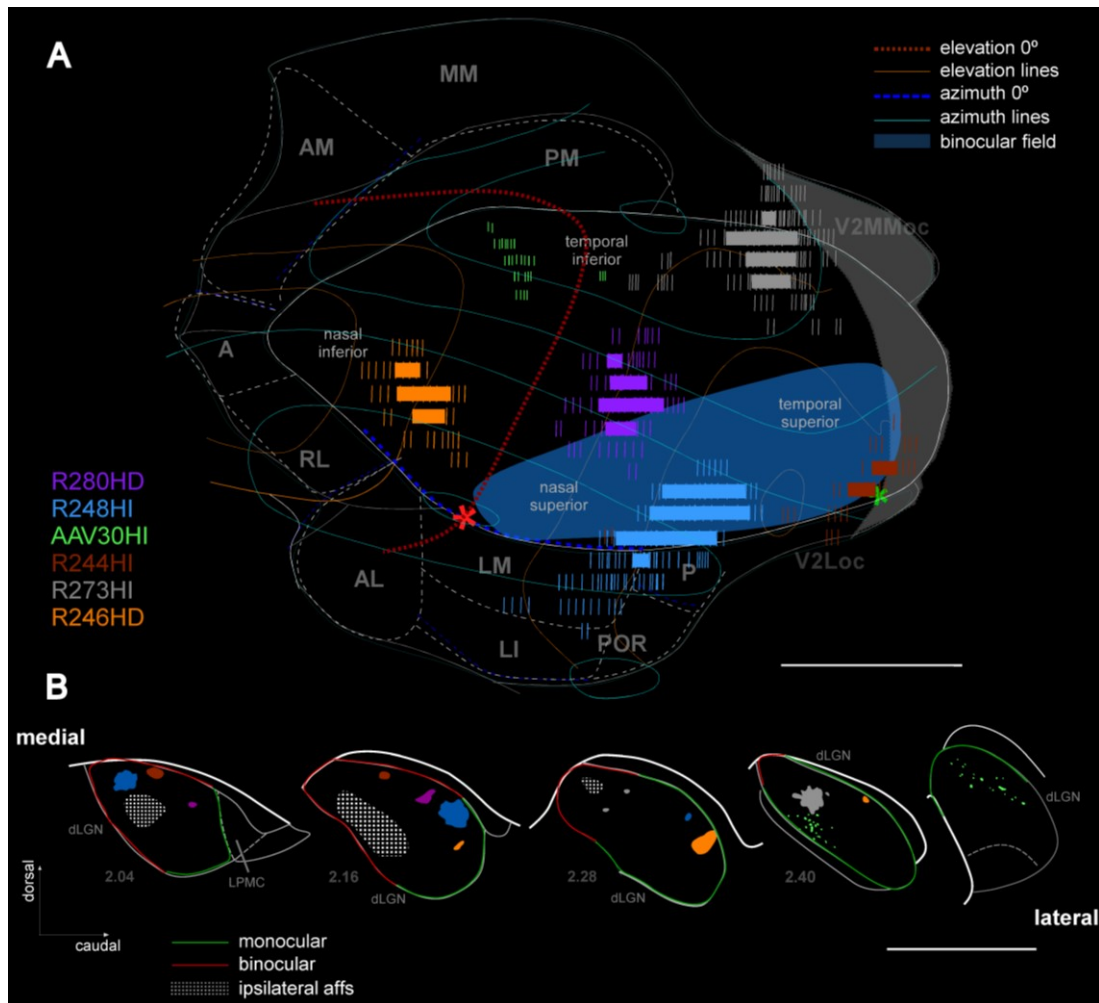 A
MM
elevation 0º
elevation lines
azimuth 0º
azimuth lines
binocular field
AM
PM
V2MMoc
temporal
inferior
nasal
inferior
A
temporal
superior
RL
nasal
superior
R280HD
R248HI
AAV30HI
R244HI
R273HI
R246HD
AL
LM
P
V2Loc
LI
POR
B
medial
dLGN
dLGN
dLGN
dLGN
dLGN
2.04
LPMC
2.16
dLGN
2.28
dLGN
2.40
lateral
dorsal
caudal
monocular
binocular
ipsilateral affs